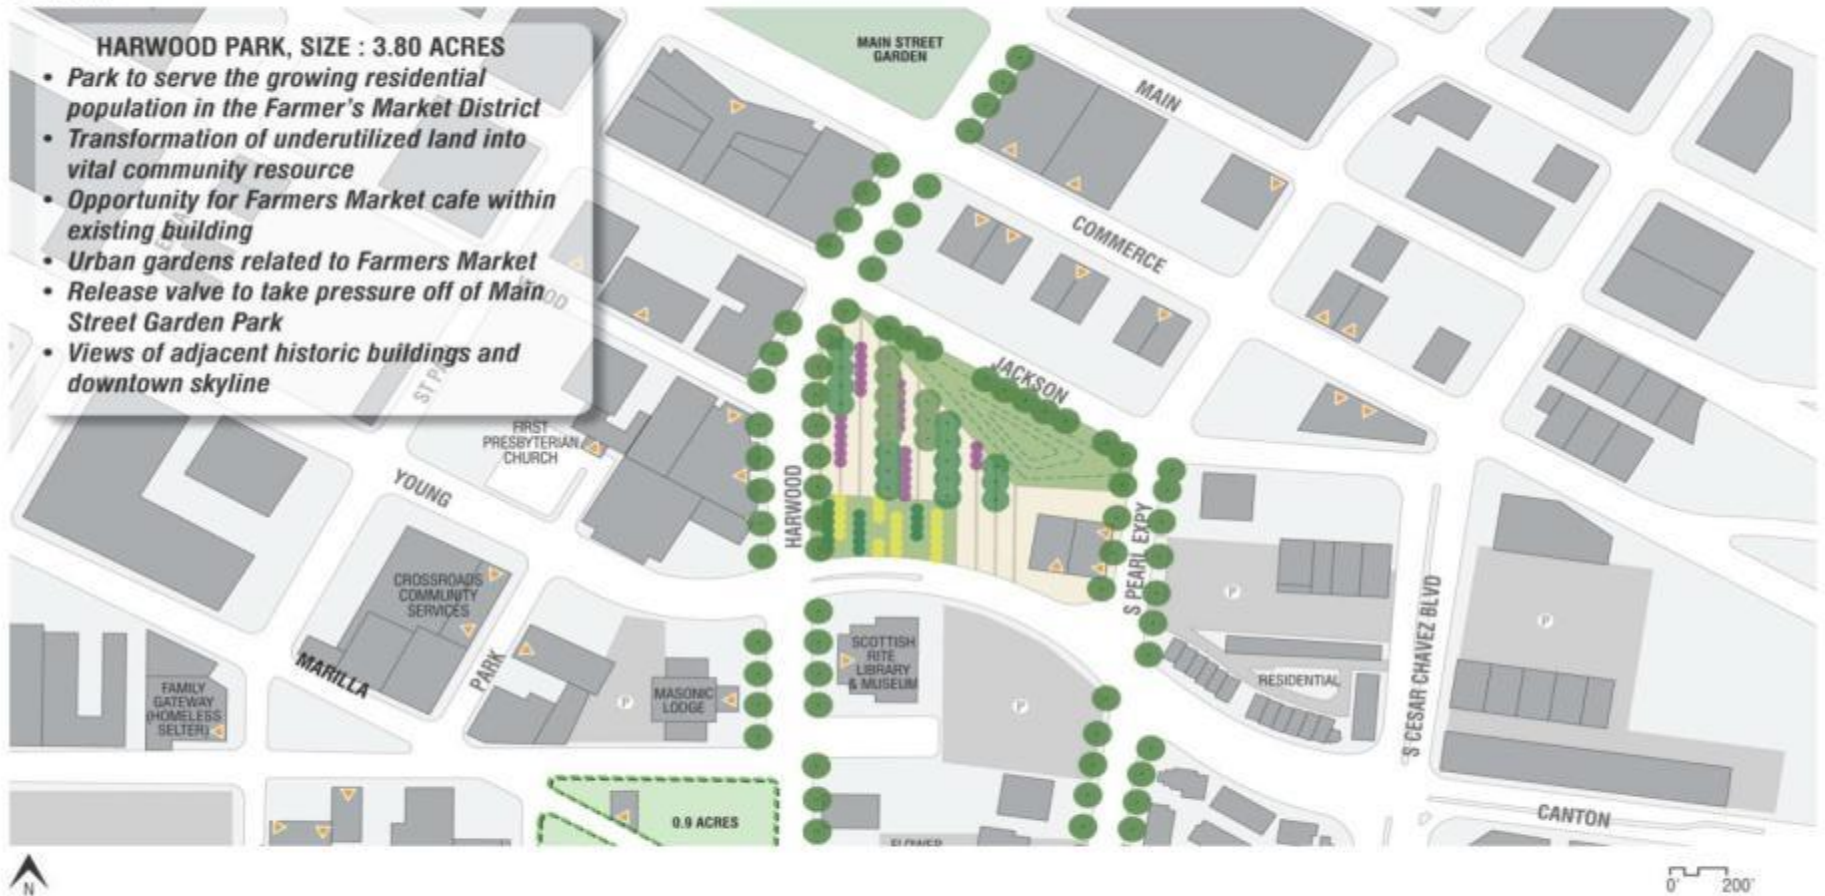 HARWOOD PARK, SIZE : 3.80 ACRES
• Park to serve the growing residential
population in the Farmer's Market District
• Transformation of underutilized land into
vital community resource
• Opportunity for Farmers Market cafe within
existing building
• Urban gardens related to Farmers Market
• Release valve to take pressure off of Main
Street Garden Park
• Views of adjacent historic buildings and
downtown skyline
MAIN STREET
GARDEN
MAIN
COMMERCE
JACKSON
ST PA
FIRST
PRESBYTERIAN
CHURCH
YOUNG
HARWOOD
S PEARL EXPY
S CESAR CHAVEZ BLVD
CROSSROADS
COMMUNITY
SERVICES
MARILLA
PARK
FAMILY
GATEWAY
(HOMELESS
SELTER)
MASONIC
LODGE
SCOTTISH
RITE
LIBRARY
& MUSEUM
RESIDENTIAL
P
P
P
P
0.9 ACRES
FLOWER
CANTON
N
0'
200'